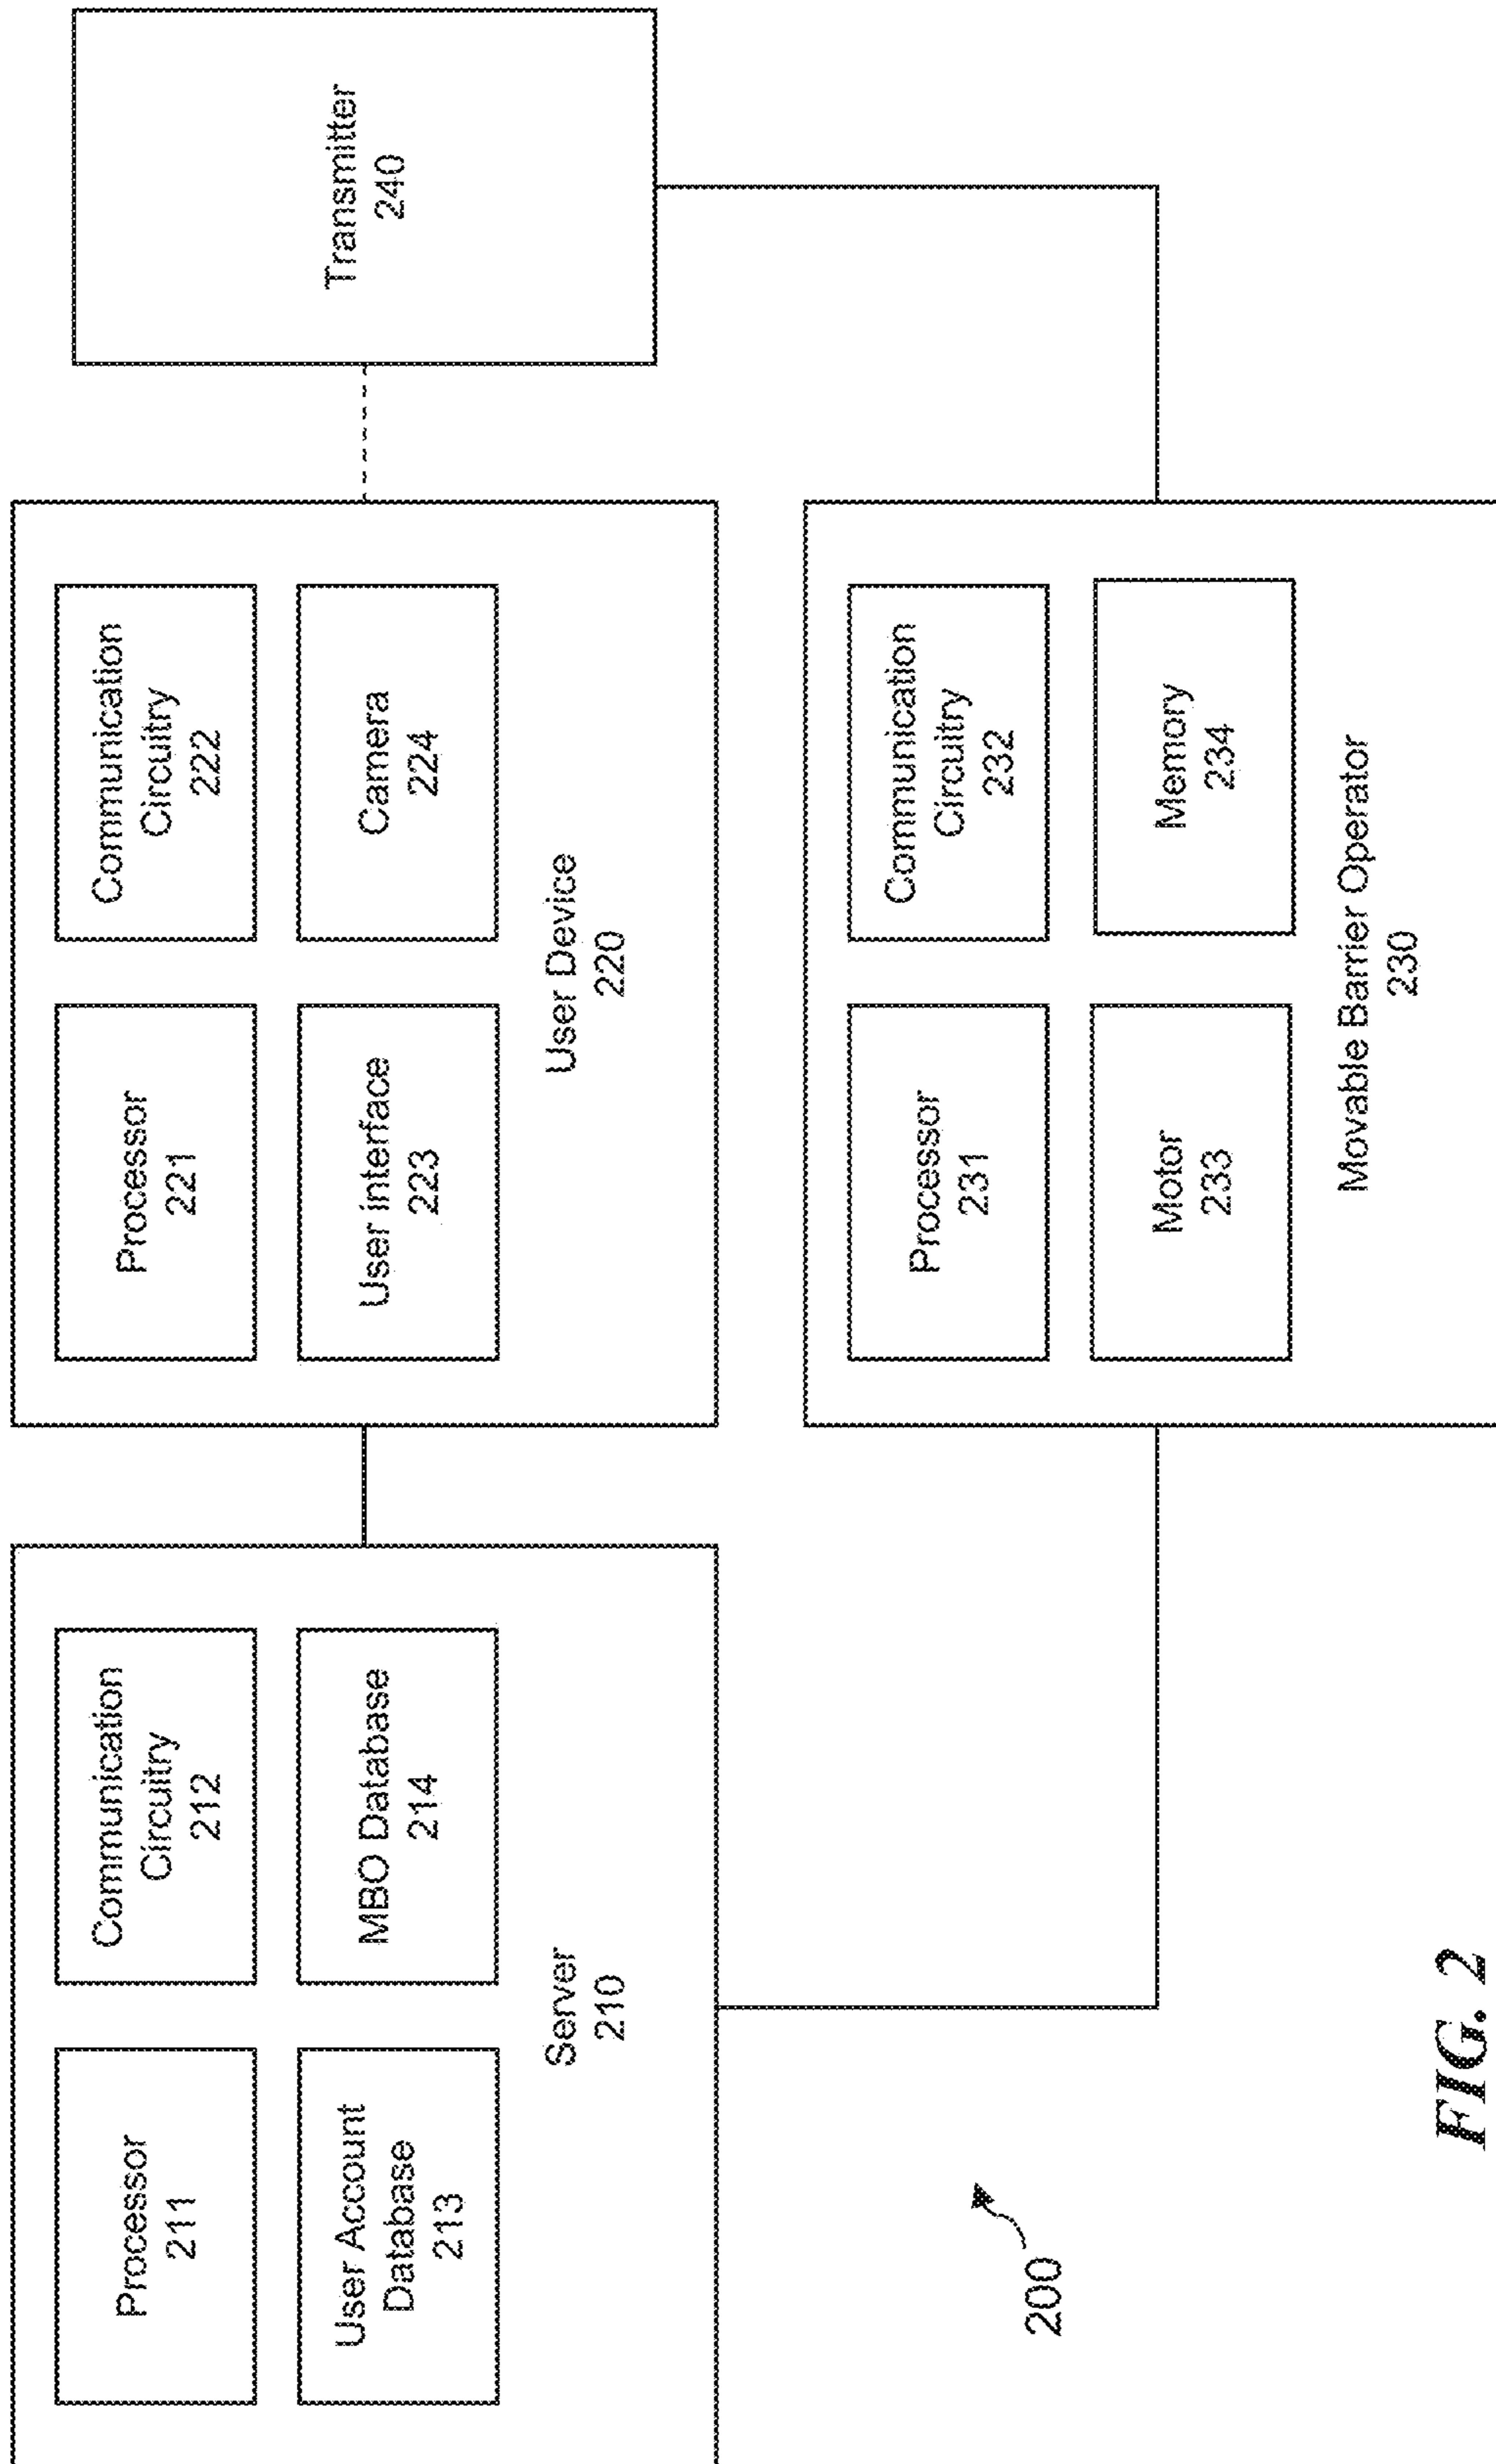 Processor
211
Communication
Circuitry
212
User Account
Database
213
MBO Database
214
Server
210
Processor
221
Communication
Circuitry
222
User interface
223
Camera
224
User Device
220
Transmitter
240
Processor
231
Communication
Circuitry
232
Motor
233
Memory
234
Movable Barrier Operator
230
200
FIG. 2